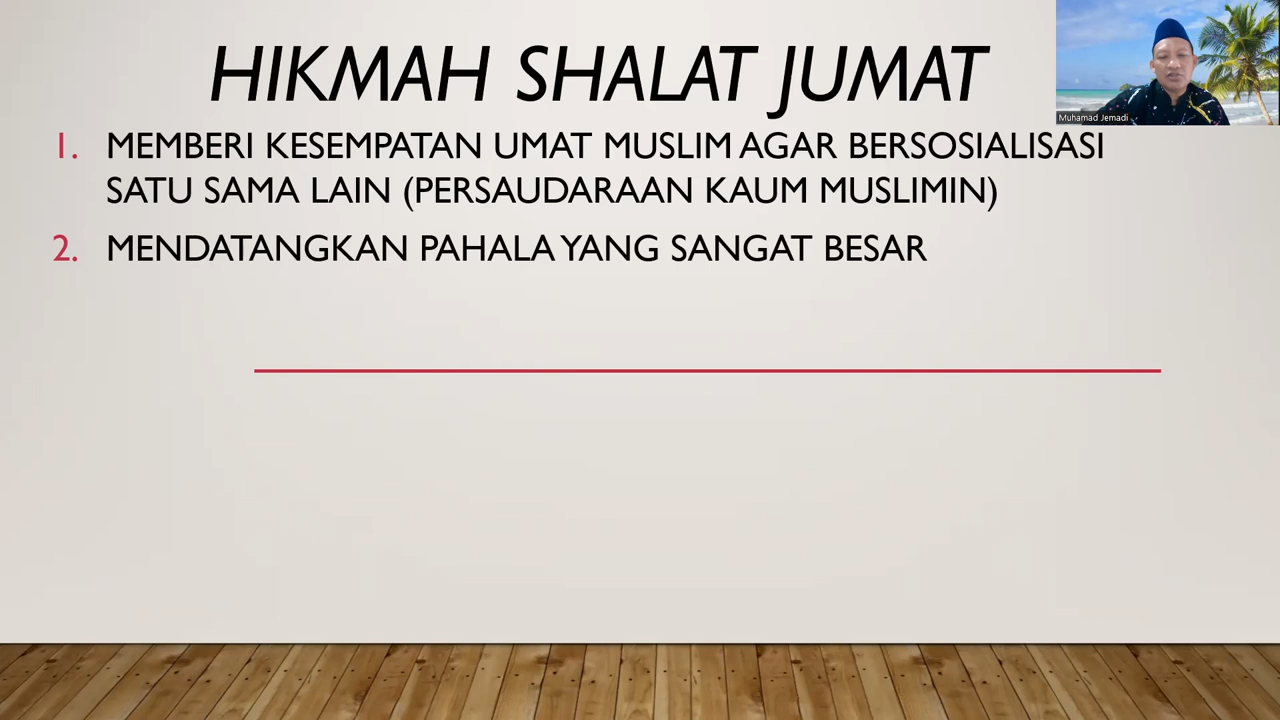 HIKMAH SHALAT JUMAT
Muhamad Jemadi
1. MEMBERI KESEMPATAN UMAT MUSLIM AGAR BERSOSIALISASI
SATU SAMA LAIN (PERSAUDARAAN KAUM MUSLIMIN)
2. MENDATANGKAN PAHALA YANG SANGAT BESAR